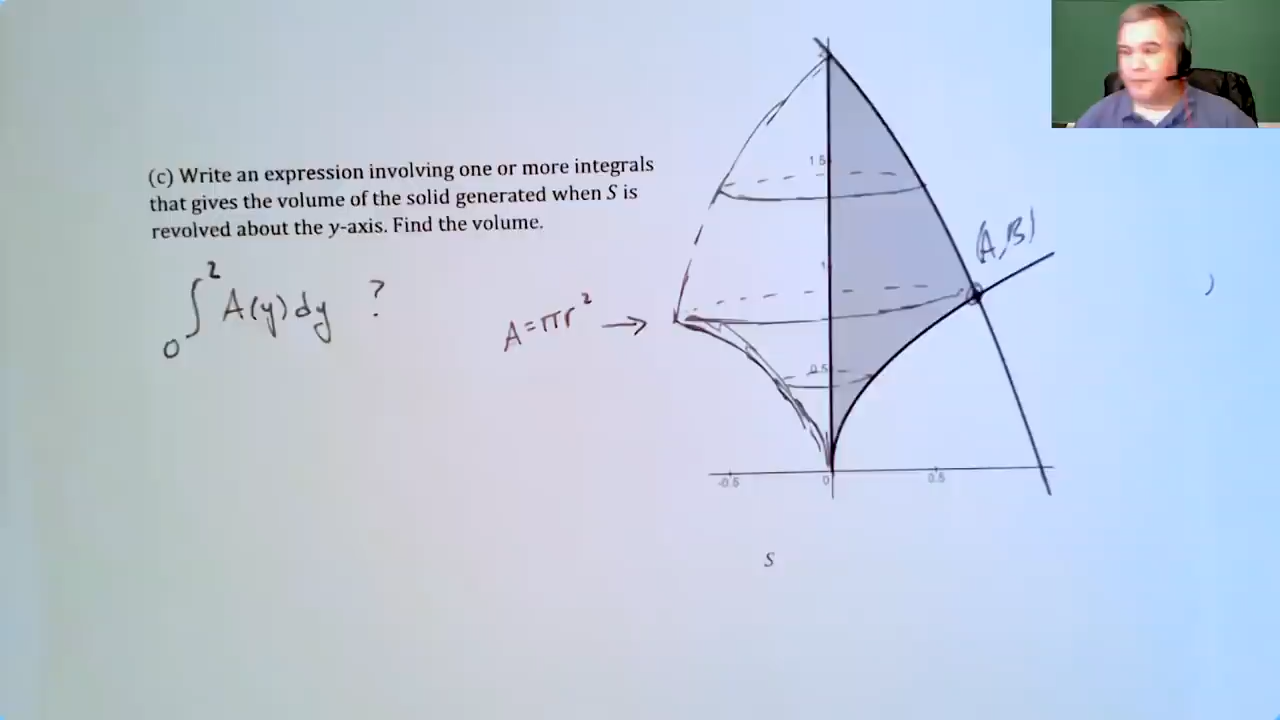 (c) Write an expression involving one or more integrals
that gives the volume of the solid generated when S is
revolved about the y-axis. Find the volume.
∫₀² A(y)dy ?
A=πr² →
1.5
(A,B)
1
0.5
-0.5 0 0.5
S